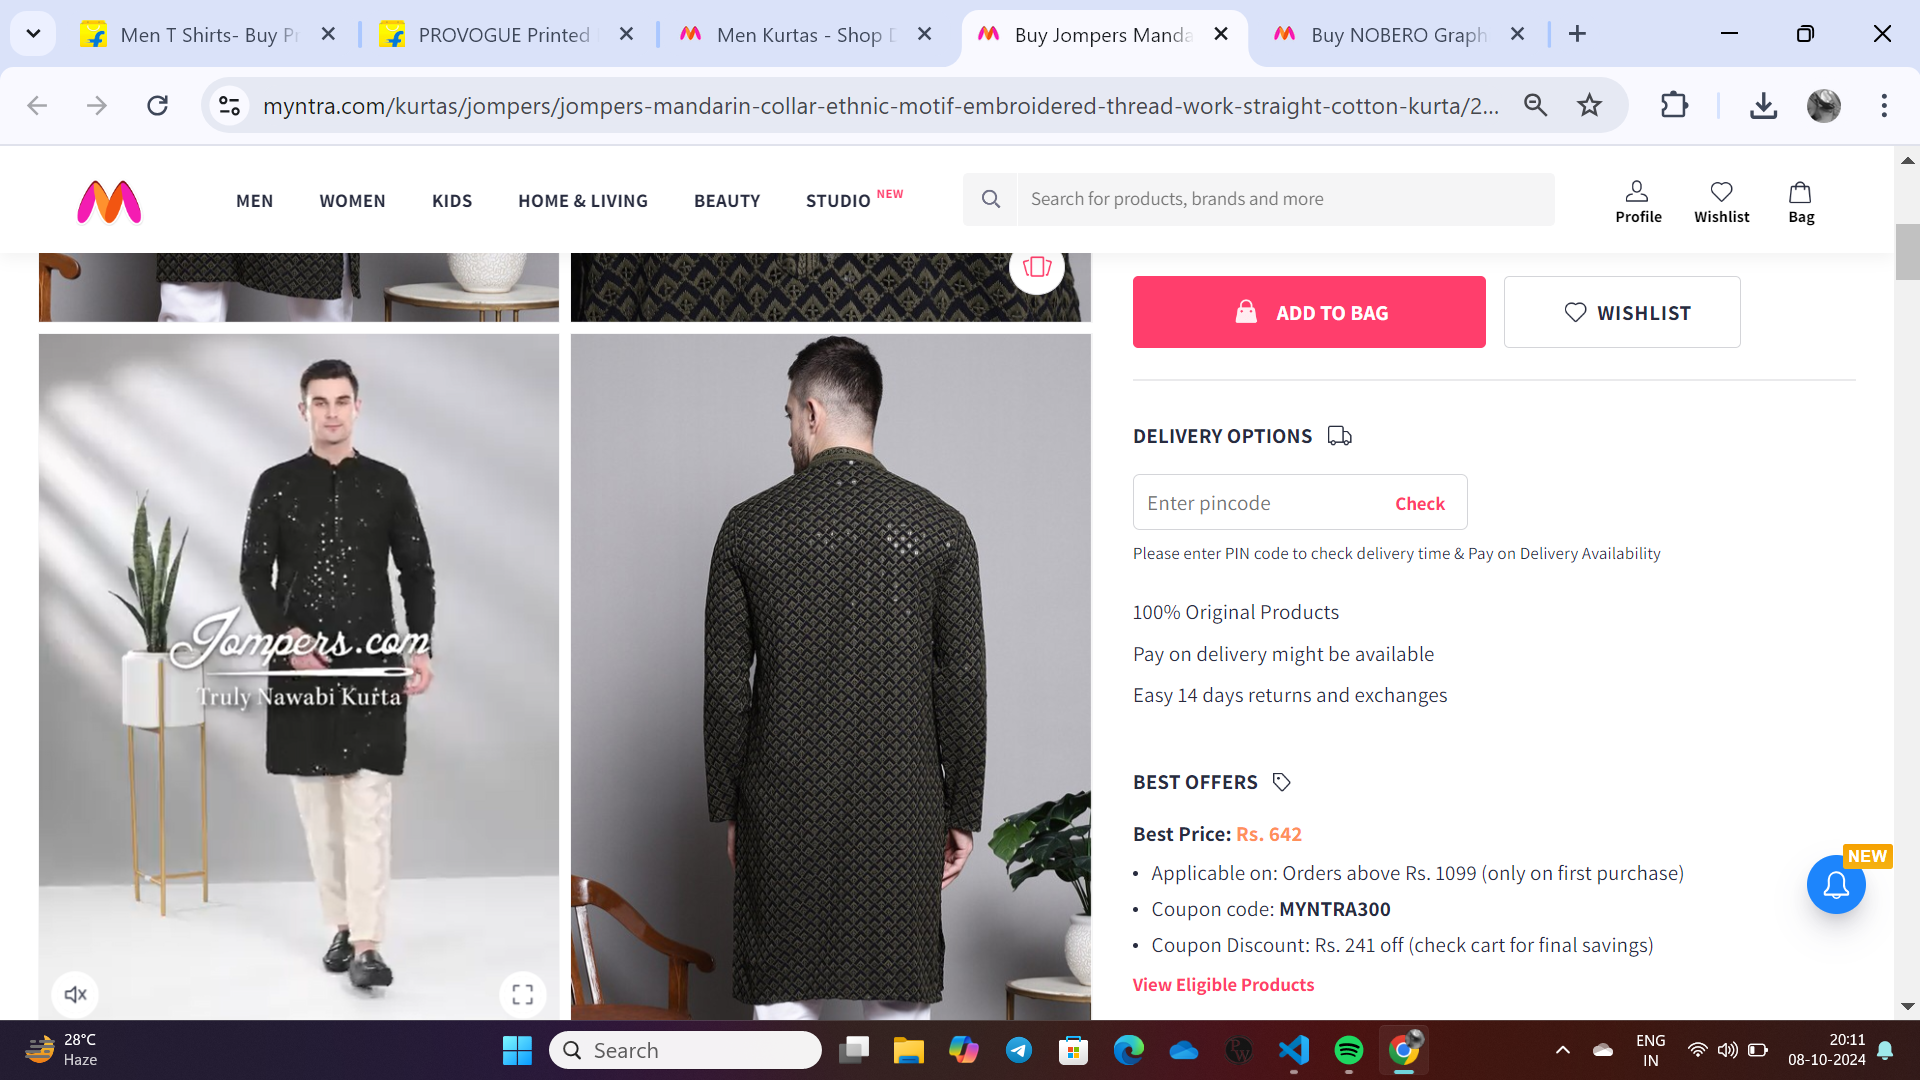 Men T Shirts- Buy Pr
PROVOGUE Printed
Men Kurtas - Shop D
Buy Jompers Manda
Buy NOBERO Graph
myntra.com/kurtas/jompers/jompers-mandarin-collar-ethnic-motif-embroidered-thread-work-straight-cotton-kurta/2...
MEN
WOMEN
KIDS
HOME & LIVING
BEAUTY
STUDIO NEW
Search for products, brands and more
Profile
Wishlist
Bag
ADD TO BAG
WISHLIST
DELIVERY OPTIONS
Enter pincode
Check
Please enter PIN code to check delivery time & Pay on Delivery Availability
100% Original Products
Pay on delivery might be available
Easy 14 days returns and exchanges
Jompers.com
Truly Nawabi Kurta
BEST OFFERS
Best Price: Rs. 642
• Applicable on: Orders above Rs. 1099 (only on first purchase)
• Coupon code: MYNTRA300
• Coupon Discount: Rs. 241 off (check cart for final savings)
View Eligible Products
NEW
28°C
Haze
Search
ENG
IN
20:11
08-10-2024